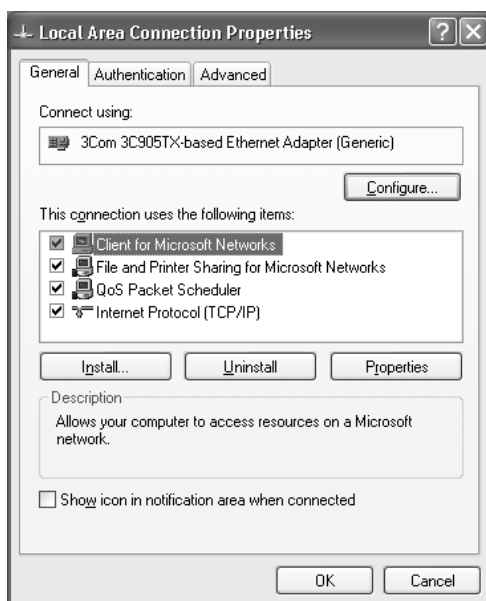 Local Area Connection Properties
General Authentication Advanced
Connect using:
3Com 3C905TX-based Ethernet Adapter (Generic)
Configure...
This connection uses the following items:
Client for Microsoft Networks
File and Printer Sharing for Microsoft Networks
QoS Packet Scheduler
Internet Protocol (TCP/IP)
Install... Uninstall Properties
Description
Allows your computer to access resources on a Microsoft
network.
Show icon in notification area when connected
OK Cancel